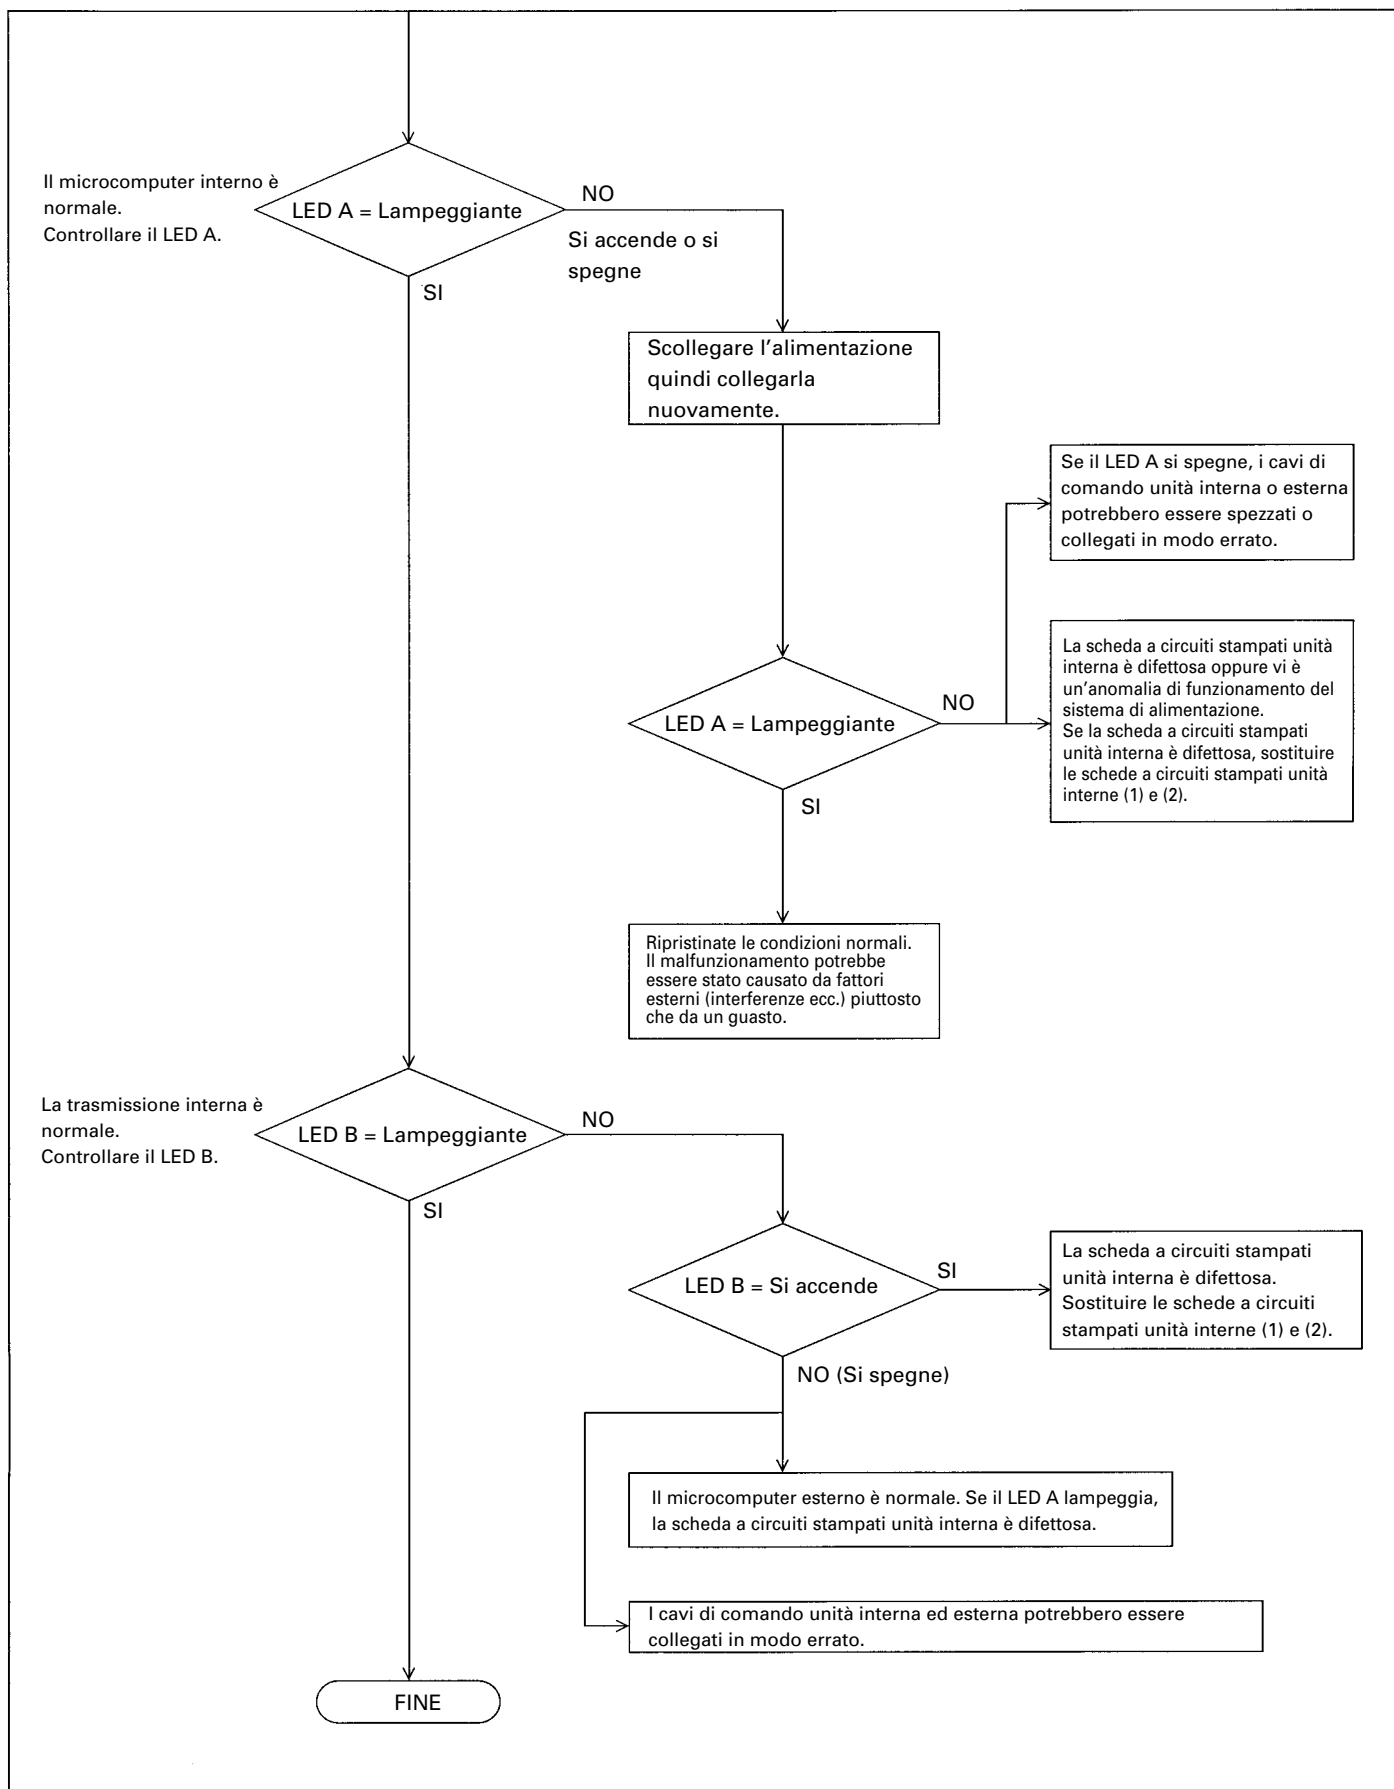 Il microcomputer interno è
normale.
Controllare il LED A.
LED A = Lampeggiante
NO
Si accende o si
spegne
SI
Scollegare l'alimentazione
quindi collegarla
nuovamente.
Se il LED A si spegne, i cavi di
comando unità interna o esterna
potrebbero essere spezzati o
collegati in modo errato.
LED A = Lampeggiante
NO
SI
La scheda a circuiti stampati unità
interna è difettosa oppure vi è
un'anomalia di funzionamento del
sistema di alimentazione.
Se la scheda a circuiti stampati
unità interna è difettosa, sostituire
le schede a circuiti stampati unità
interne (1) e (2).
Ripristinate le condizioni normali.
Il malfunzionamento potrebbe
essere stato causato da fattori
esterni (interferenze ecc.) piuttosto
che da un guasto.
La trasmissione interna è
normale.
Controllare il LED B.
LED B = Lampeggiante
NO
SI
LED B = Si accende
SI
La scheda a circuiti stampati
unità interna è difettosa.
Sostituire le schede a circuiti
stampati unità interne (1) e (2).
NO (Si spegne)
Il microcomputer esterno è normale. Se il LED A lampeggia,
la scheda a circuiti stampati unità interna è difettosa.
I cavi di comando unità interna ed esterna potrebbero essere
collegati in modo errato.
FINE